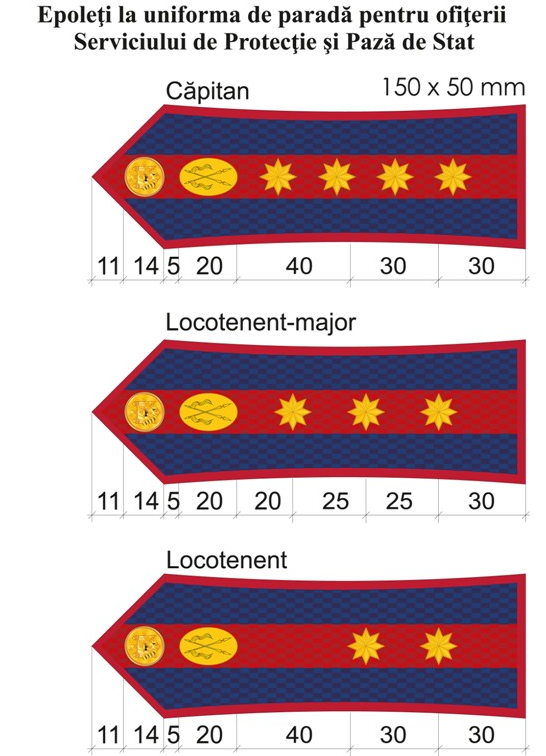 Epoleţi la uniforma de paradă pentru ofiţerii
Serviciului de Protecţie şi Pază de Stat
Căpitan
150 x 50 mm
11 14 5 20 40 30 30
Locotenent-major
11 14 5 20 20 25 25 30
Locotenent
11 14 5 20 40 30 30